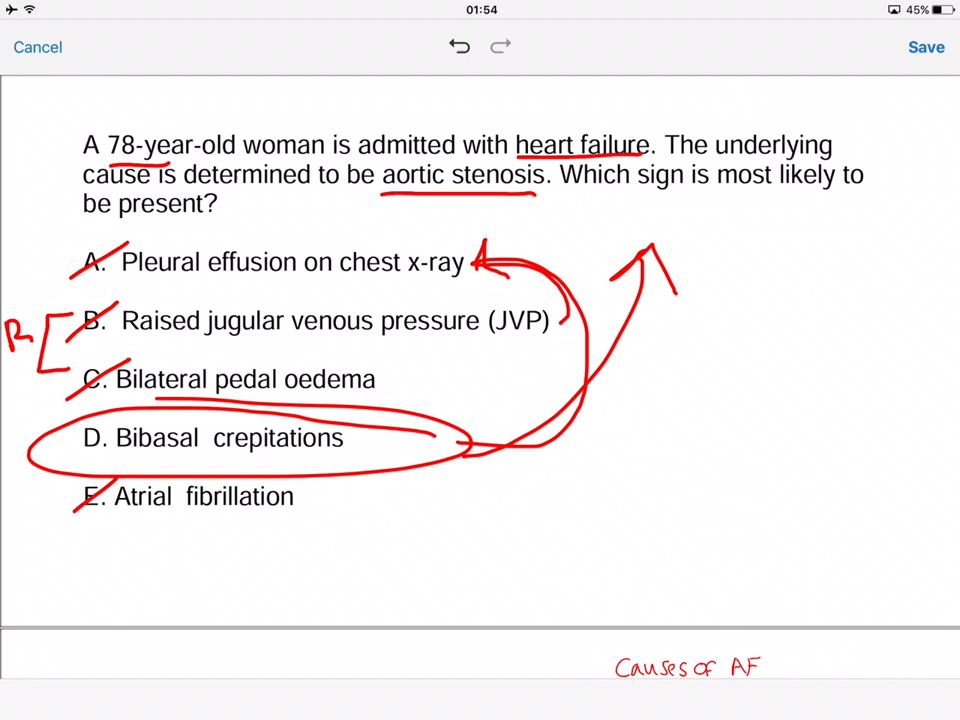 01:54
45%
Cancel
Save
A 78-year-old woman is admitted with heart failure. The underlying
cause is determined to be aortic stenosis. Which sign is most likely to
be present?
A. Pleural effusion on chest x-ray
B. Raised jugular venous pressure (JVP)
R
C. Bilateral pedal oedema
D. Bibasal crepitations
E. Atrial fibrillation
Causes of AF